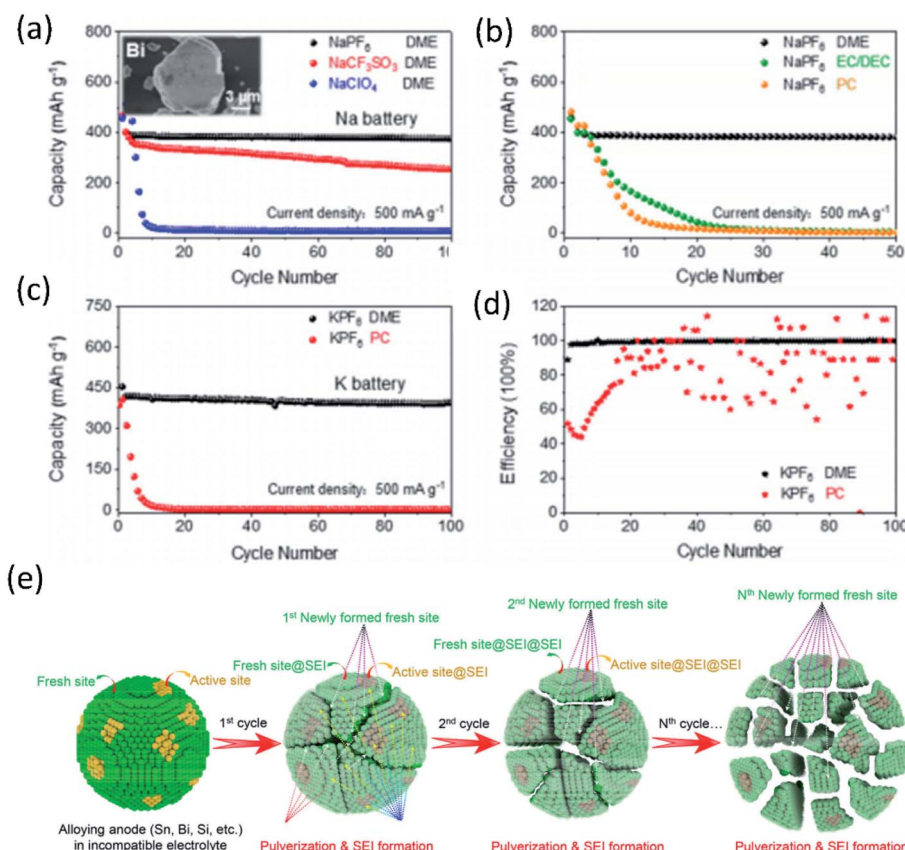 (a)
800
600
400
200
0
Capacity (mAh g⁻¹)
Bi
3 μm
NaPF₆ DME
NaCF₃SO₃ DME
NaClO₄ DME
Na battery
Current density: 500 mA g⁻¹
0 20 40 60 80 100
Cycle Number
(b)
800
600
400
200
0
Capacity (mAh g⁻¹)
NaPF₆ DME
NaPF₆ EC/DEC
NaPF₆ PC
Current density: 500 mA g⁻¹
0 10 20 30 40 50
Cycle Number
(c)
750
600
450
300
150
0
Capacity (mAh g⁻¹)
KPF₆ DME
KPF₆ PC
K battery
Current density: 500 mA g⁻¹
0 20 40 60 80 100
Cycle Number
(d)
120
100
80
60
40
20
0
Efficiency (100%)
KPF₆ DME
KPF₆ PC
0 20 40 60 80 100
Cycle Number
(e)
Fresh site
Active site
Alloying anode (Sn, Bi, Si, etc.)
in incompatible electrolyte
1st cycle
1st Newly formed fresh site
Fresh site@SEI
Active site@SEI
Pulverization & SEI formation
2nd cycle
2nd Newly formed fresh site
Fresh site@SEI@SEI
Active site@SEI@SEI
Pulverization & SEI formation
Nth cycle...
Nth Newly formed fresh site
Pulverization & SEI formation